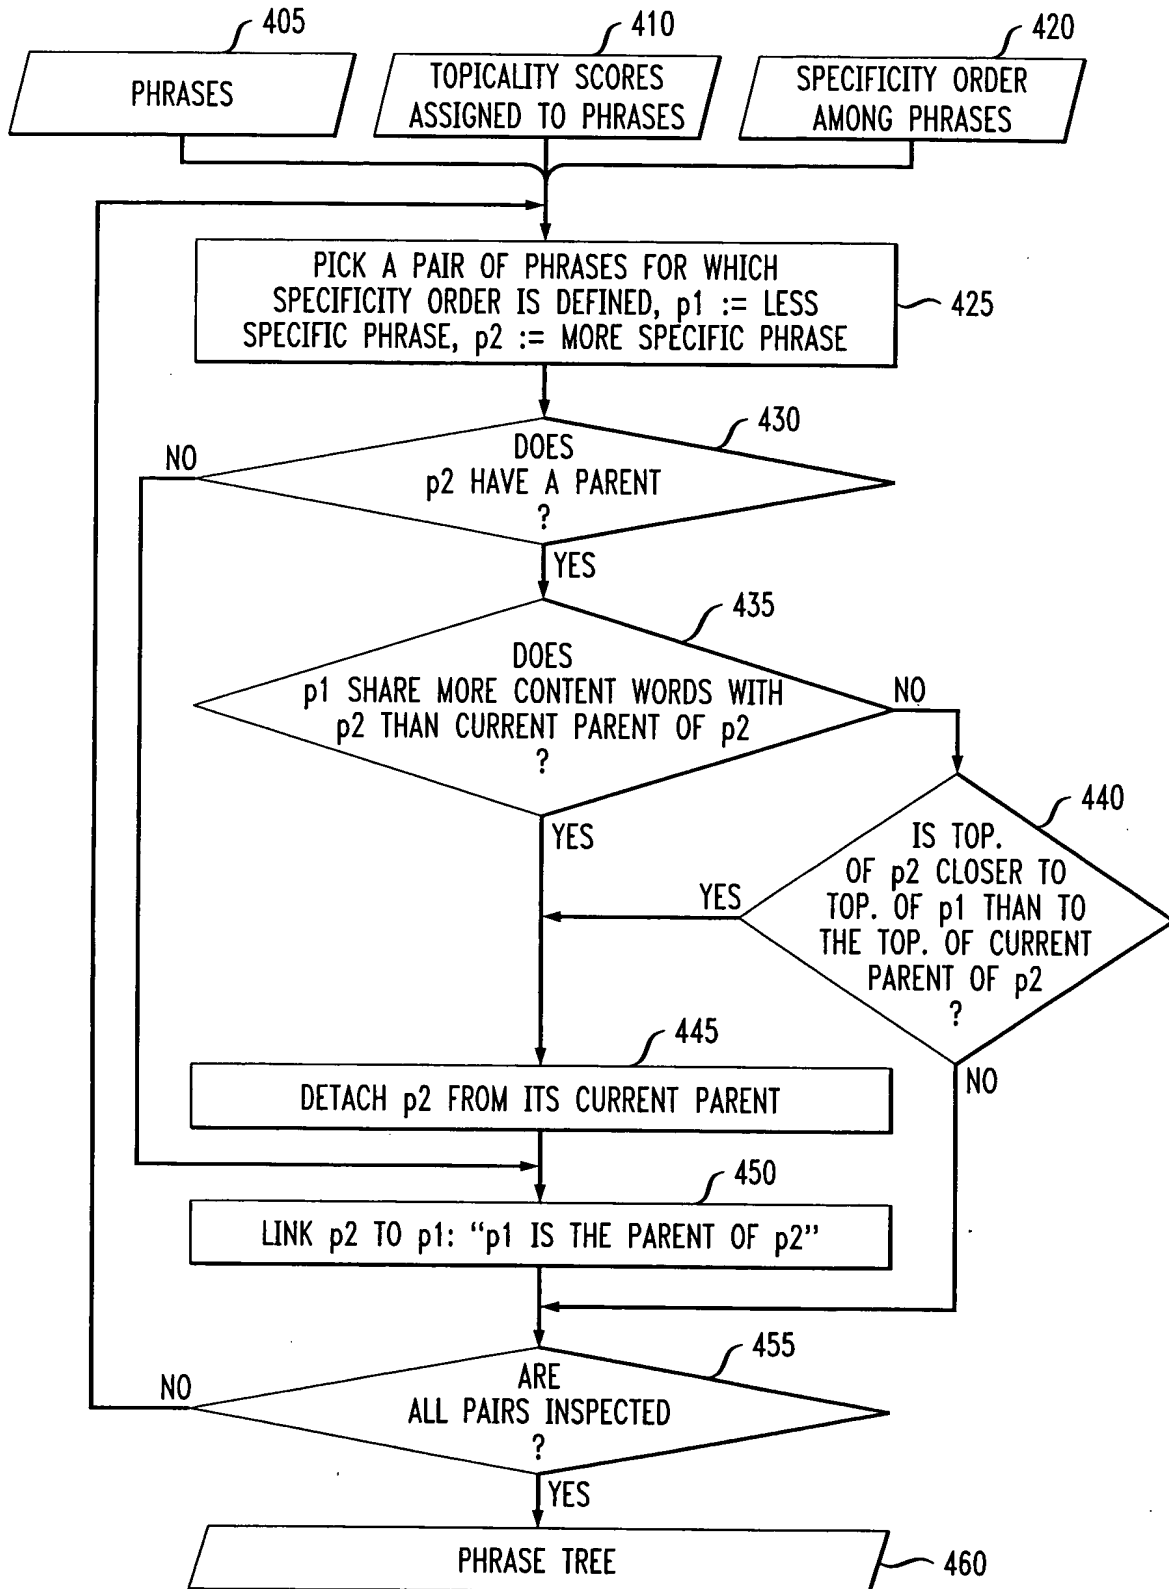 405
410
420
PHRASES
TOPICALITY SCORES
ASSIGNED TO PHRASES
SPECIFICITY ORDER
AMONG PHRASES
PICK A PAIR OF PHRASES FOR WHICH
SPECIFICITY ORDER IS DEFINED, p1 := LESS
SPECIFIC PHRASE, p2 := MORE SPECIFIC PHRASE
425
430
NO
DOES
p2 HAVE A PARENT
?
YES
435
DOES
p1 SHARE MORE CONTENT WORDS WITH
p2 THAN CURRENT PARENT OF p2
?
NO
YES
440
IS TOP.
OF p2 CLOSER TO
TOP. OF p1 THAN TO
THE TOP. OF CURRENT
PARENT OF p2
?
YES
NO
445
DETACH p2 FROM ITS CURRENT PARENT
450
LINK p2 TO p1: “p1 IS THE PARENT OF p2”
455
NO
ARE
ALL PAIRS INSPECTED
?
YES
PHRASE TREE
460